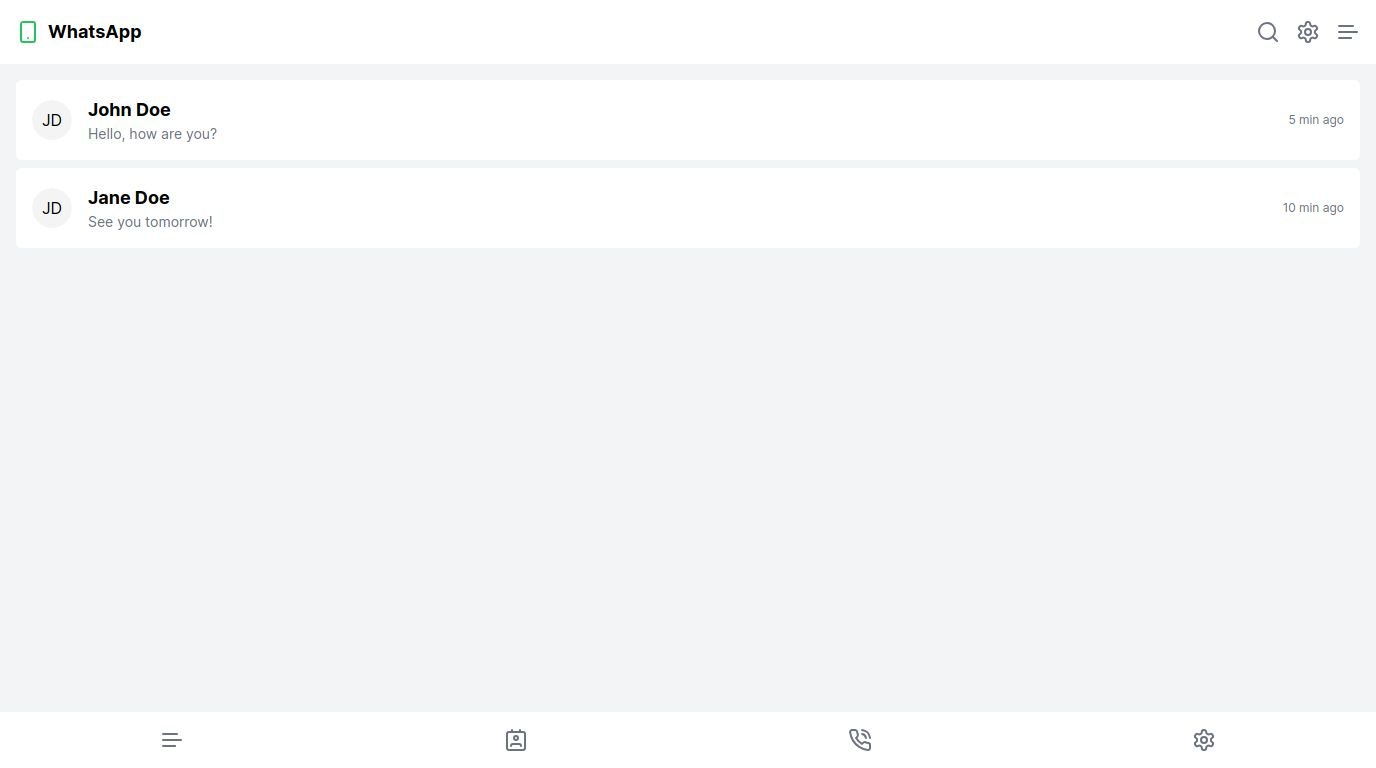 WhatsApp
JD
John Doe
Hello, how are you?
5 min ago
JD
Jane Doe
See you tomorrow!
10 min ago